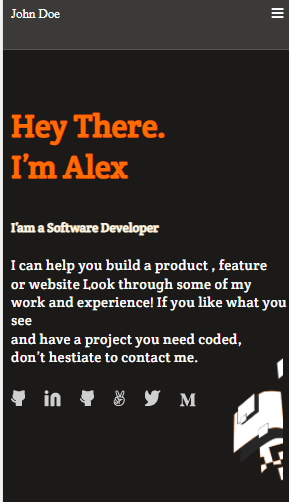 John Doe
Hey There.
I'm Alex
I'am a Software Developer
I can help you build a product , feature
or website Look through some of my
work and experience! If you like what you
see
and have a project you need coded,
don't hestiate to contact me.